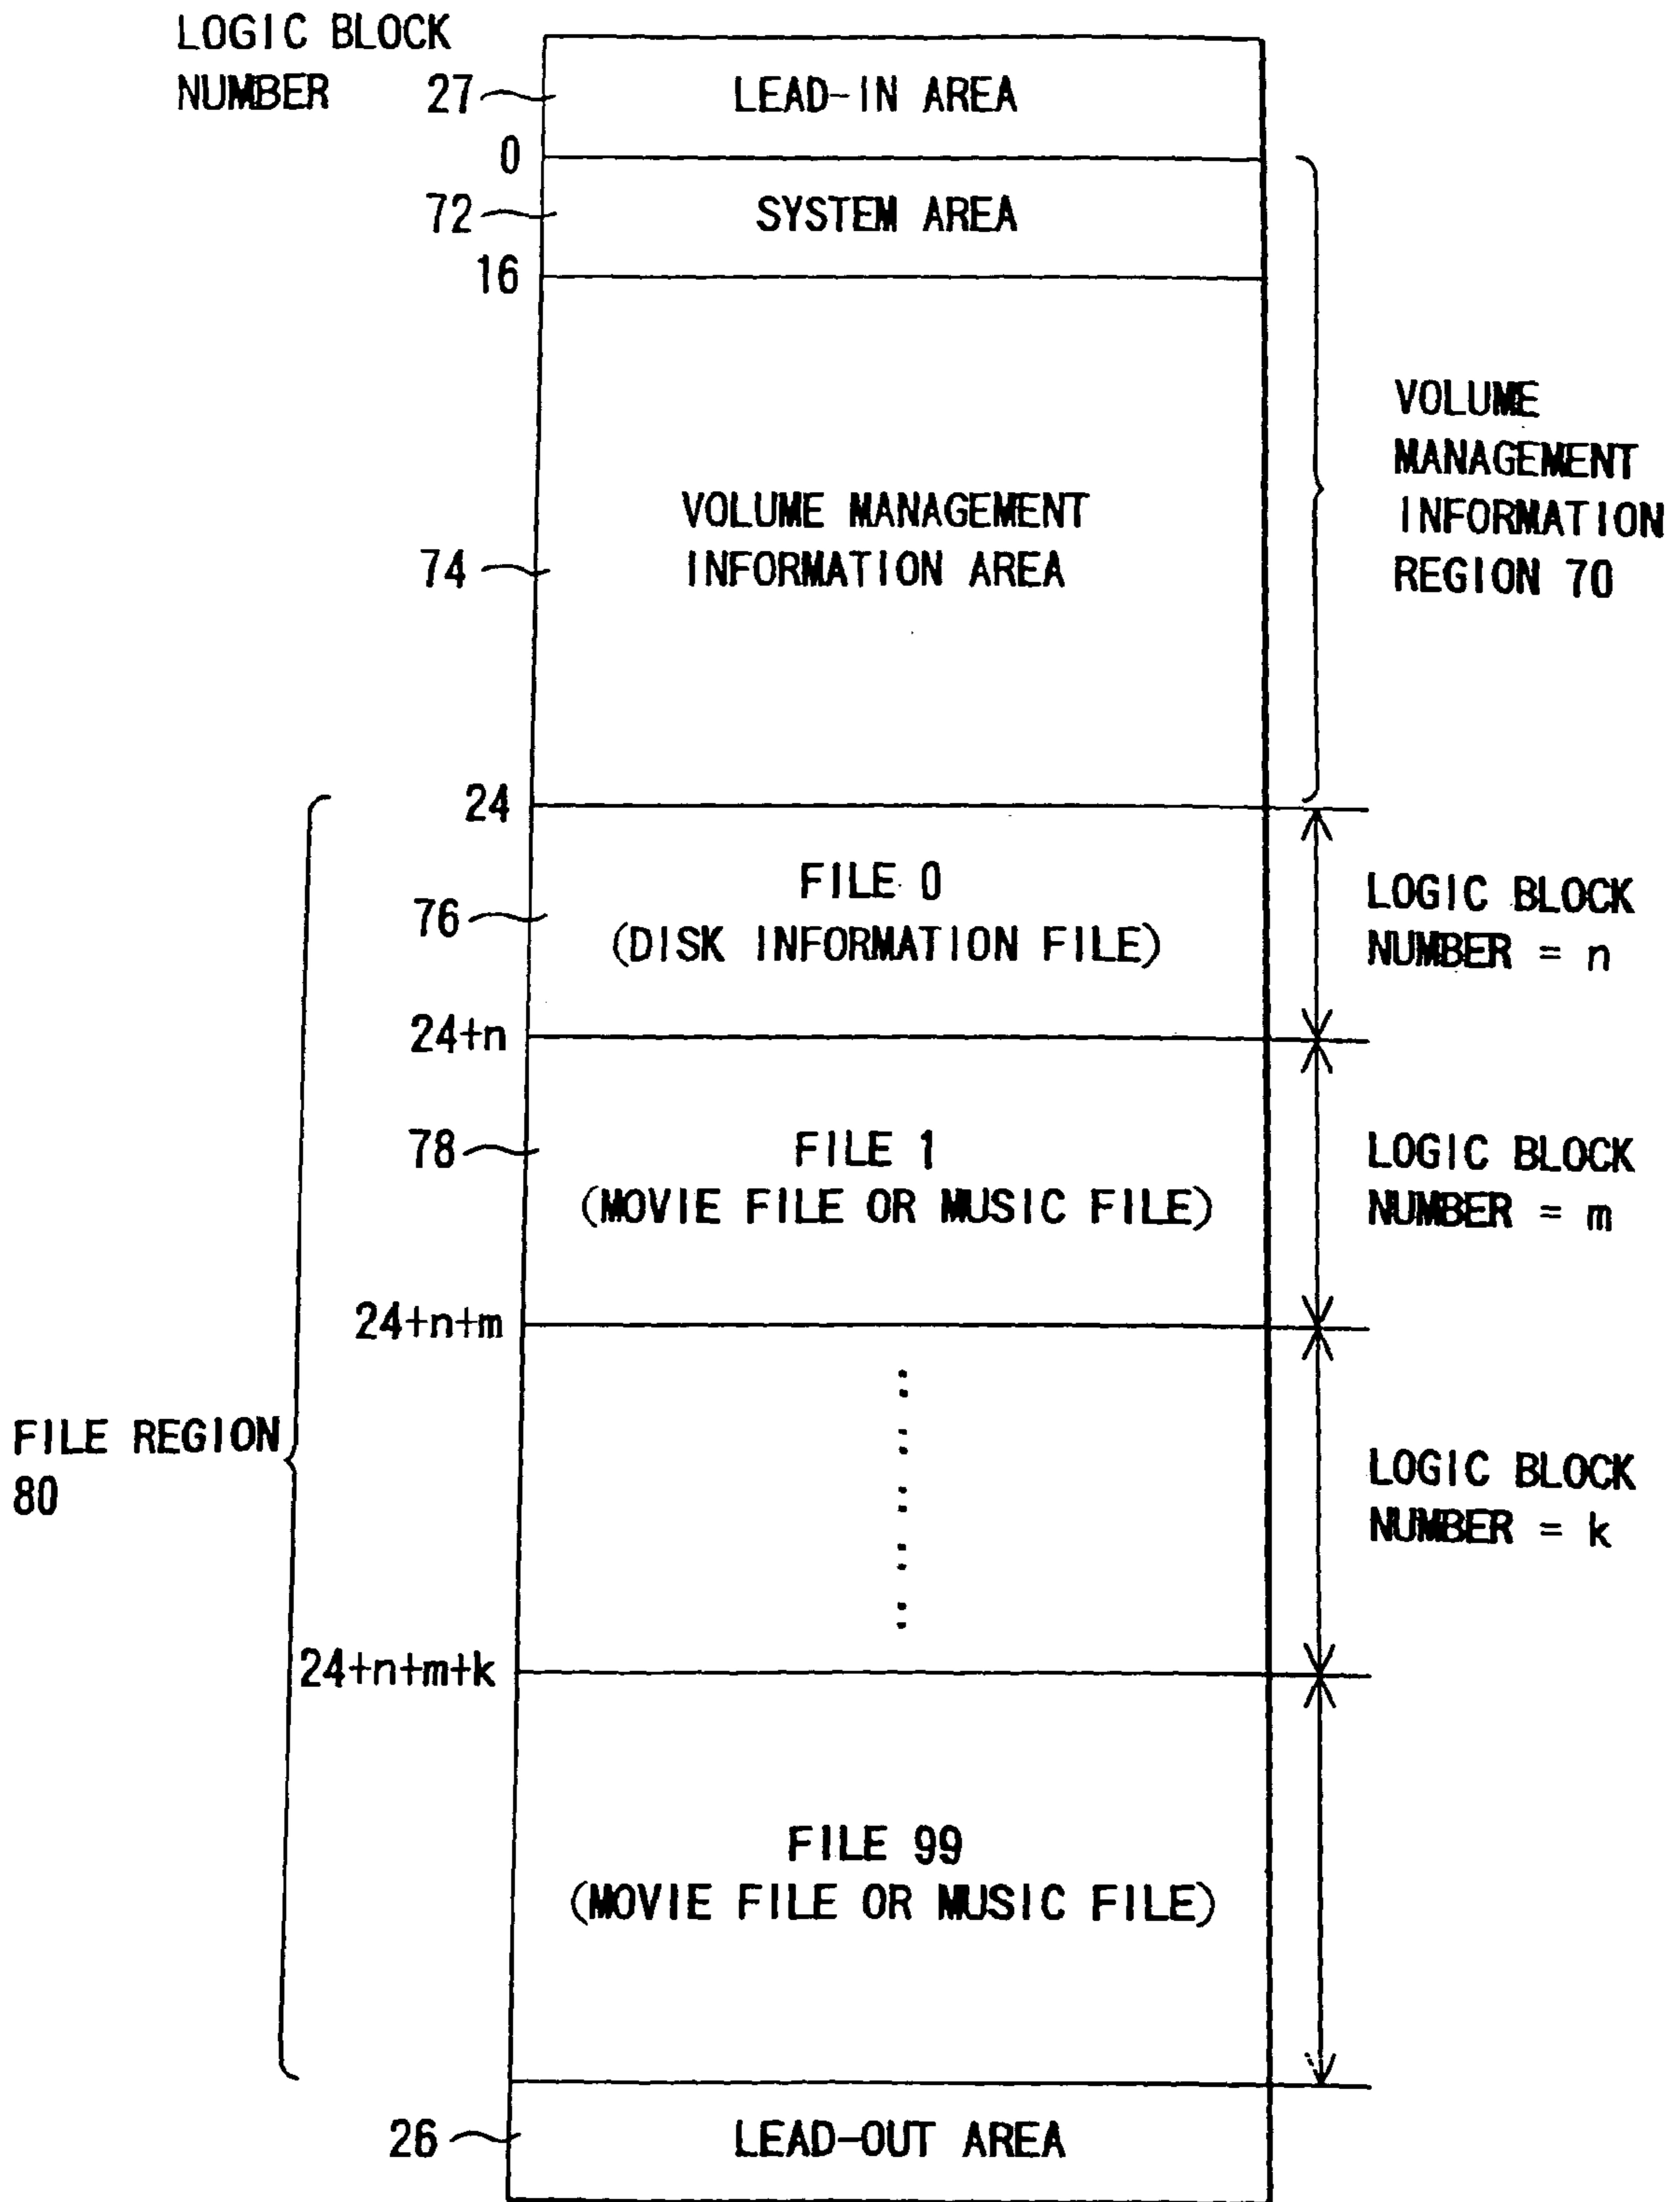 LOGIC BLOCK
NUMBER
27
LEAD-IN AREA
0
72
SYSTEM AREA
16
VOLUME
MANAGEMENT
INFORMATION
REGION 70
VOLUME MANAGEMENT
INFORMATION AREA
74
24
FILE 0
(DISK INFORMATION FILE)
76
LOGIC BLOCK
NUMBER = n
24+n
78
FILE 1
(MOVIE FILE OR MUSIC FILE)
LOGIC BLOCK
NUMBER = m
24+n+m
FILE REGION
80
LOGIC BLOCK
NUMBER = k
24+n+m+k
FILE 99
(MOVIE FILE OR MUSIC FILE)
26
LEAD-OUT AREA